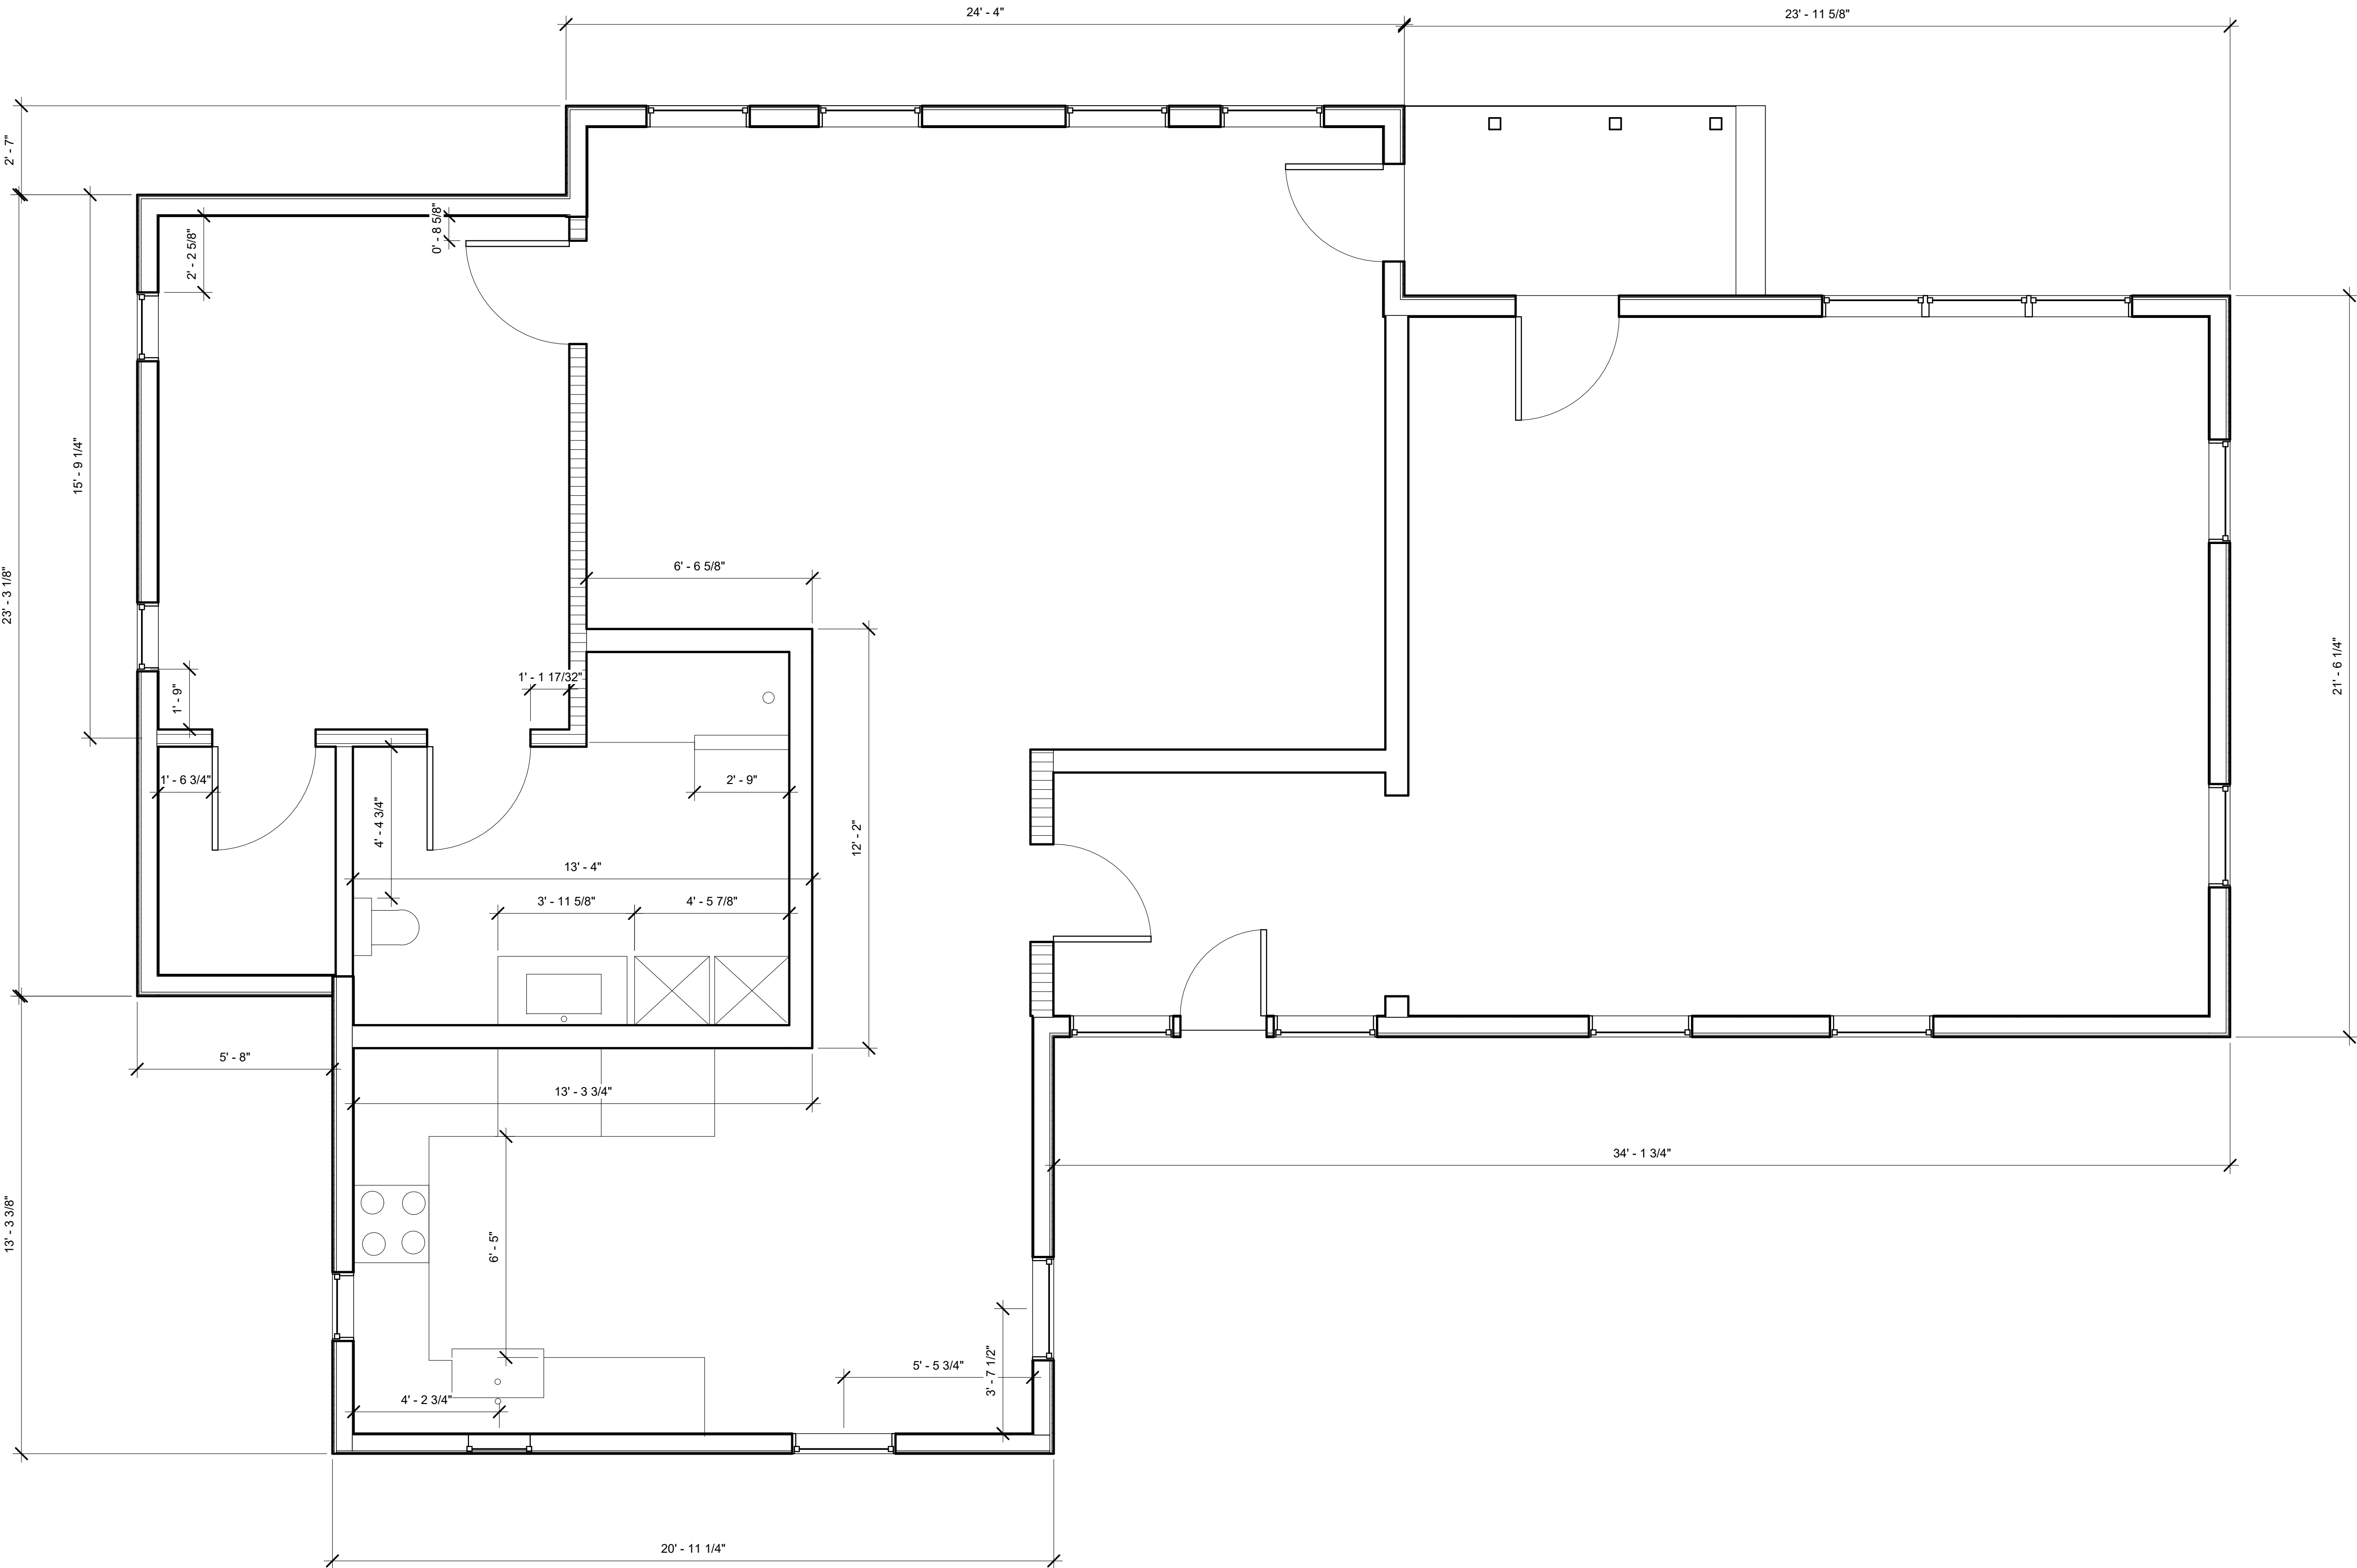 24' - 4"
23' - 11 5/8"
2' - 7"
0' - 8 5/8"
2' - 2 5/8"
15' - 9 1/4"
23' - 3 1/8"
6' - 6 5/8"
21' - 6 1/4"
1' - 1 17/32"
1' - 9"
1' - 6 3/4"
2' - 9"
4' - 4 3/4"
12' - 2"
13' - 4"
3' - 11 5/8"
4' - 5 7/8"
5' - 8"
13' - 3 3/4"
34' - 1 3/4"
13' - 3 3/8"
6' - 5"
5' - 5 3/4"
3' - 7 1/2"
4' - 2 3/4"
20' - 11 1/4"